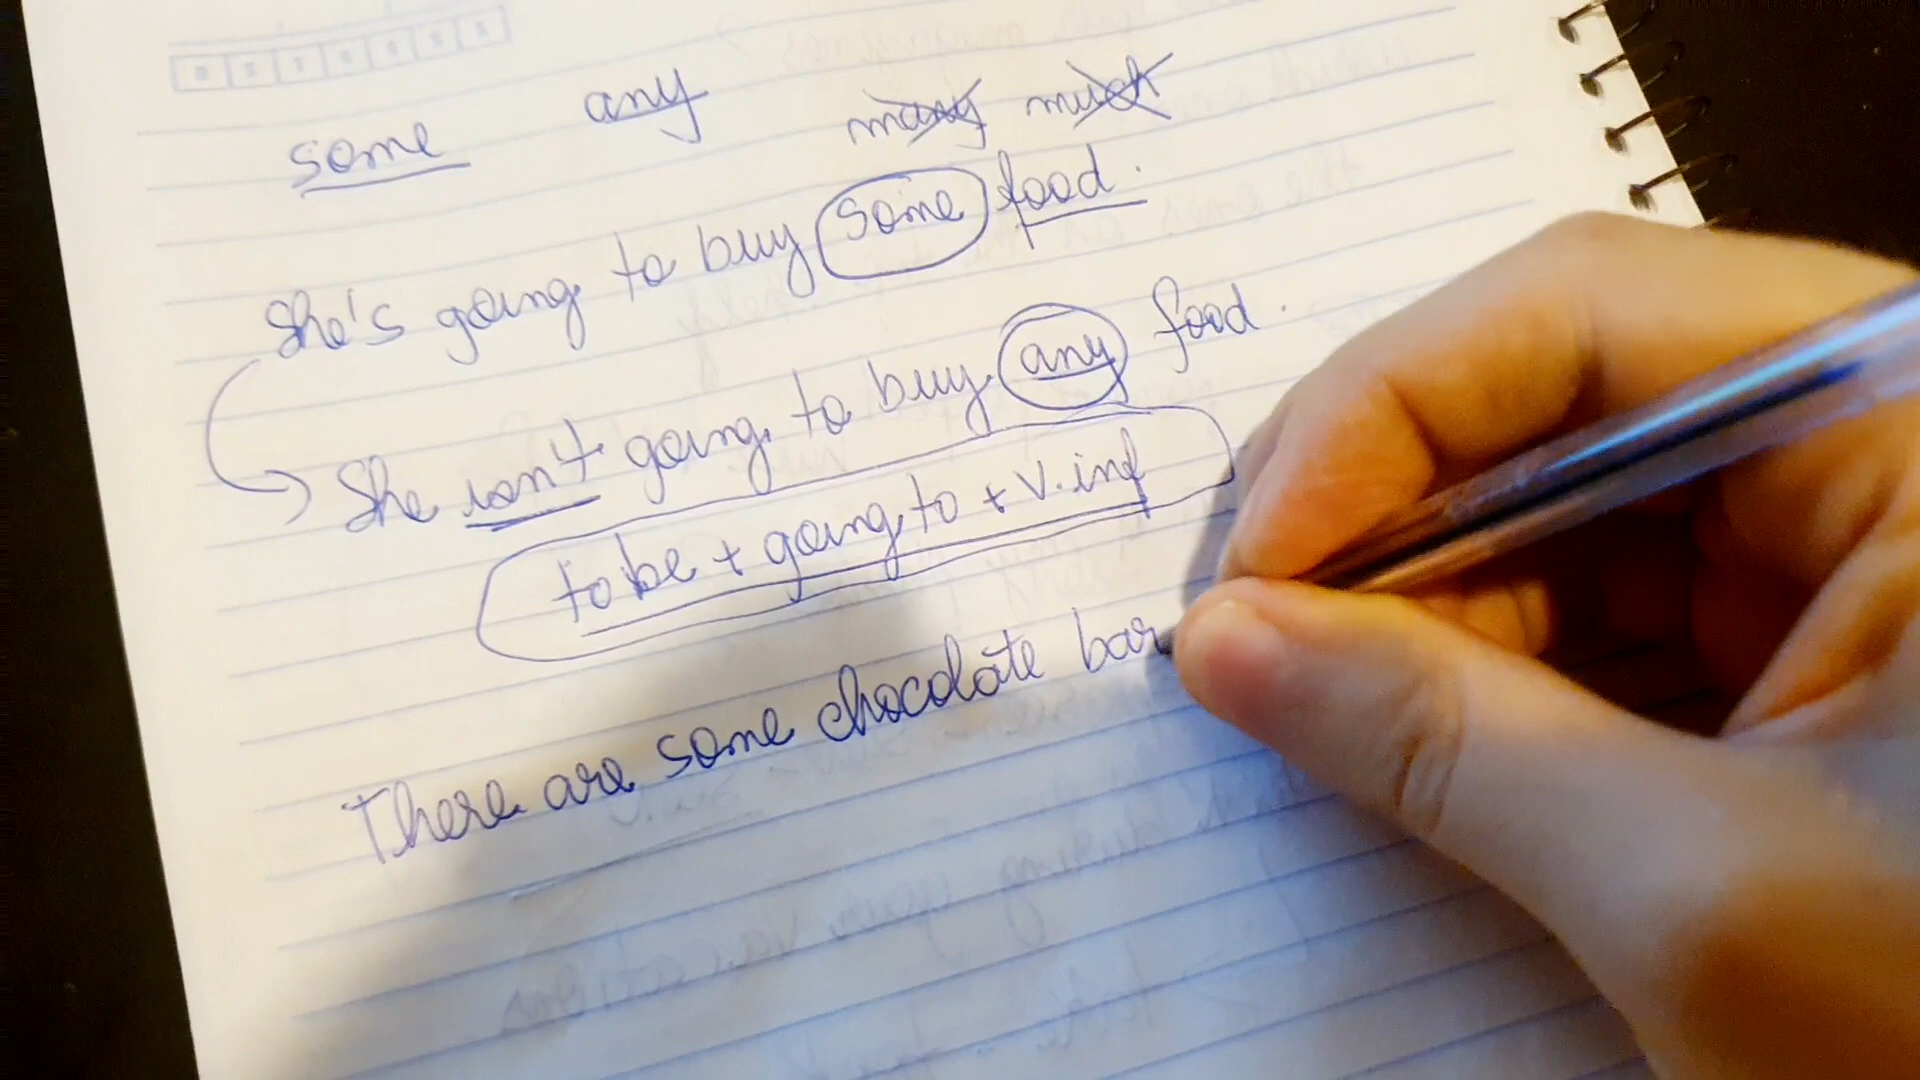 some any many much
She's going to buy some food.
She isn't going to buy any food.
to be + going to + v. inf
There are some chocolate bar